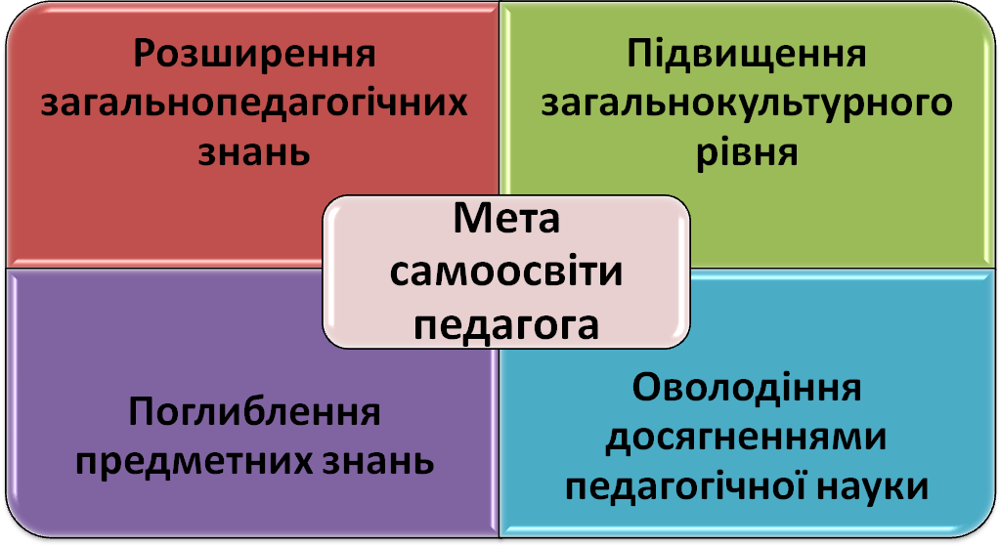 Розширення
загальнопедагогічних
знань
Підвищення
загальнокультурного
рівня
Мета
самоосвіти
педагога
Поглиблення
предметних знань
Оволодіння
досягненнями
педагогічної науки